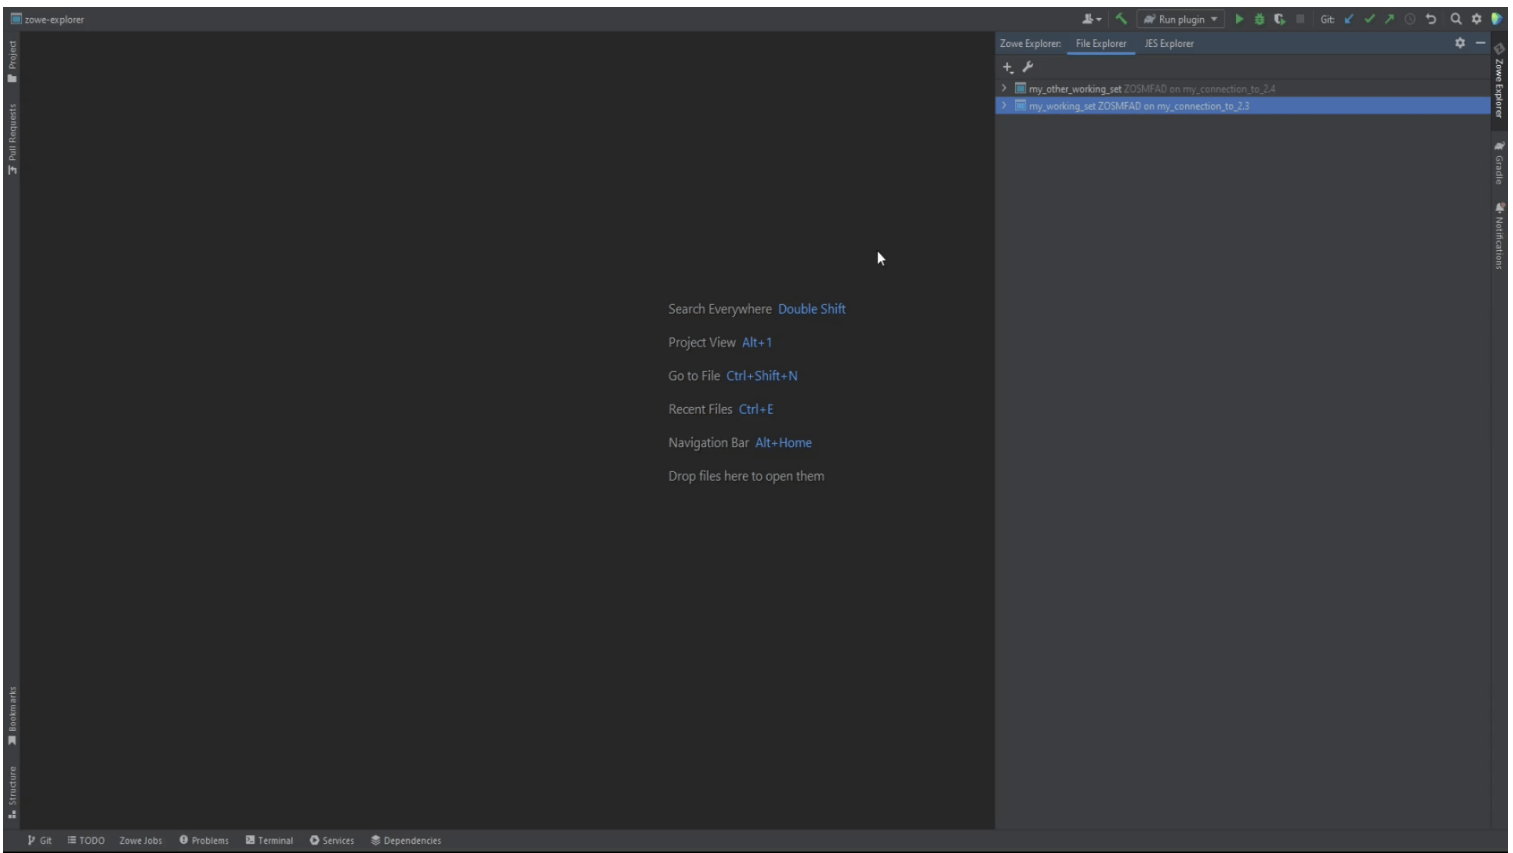 zowe-explorer
Run plugin
Git:
Project
Pull Requests
Bookmarks
Structure
Search Everywhere Double Shift
Project View Alt+1
Go to File Ctrl+Shift+N
Recent Files Ctrl+E
Navigation Bar Alt+Home
Drop files here to open them
Zowe Explorer: File Explorer JES Explorer
my_other_working_set ZOSMFAD on my_connection_to_2.4
my_working_set ZOSMFAD on my_connection_to_2.3
Zowe Explorer
Gradle
Notifications
Git TODO Zowe Jobs Problems Terminal Services Dependencies